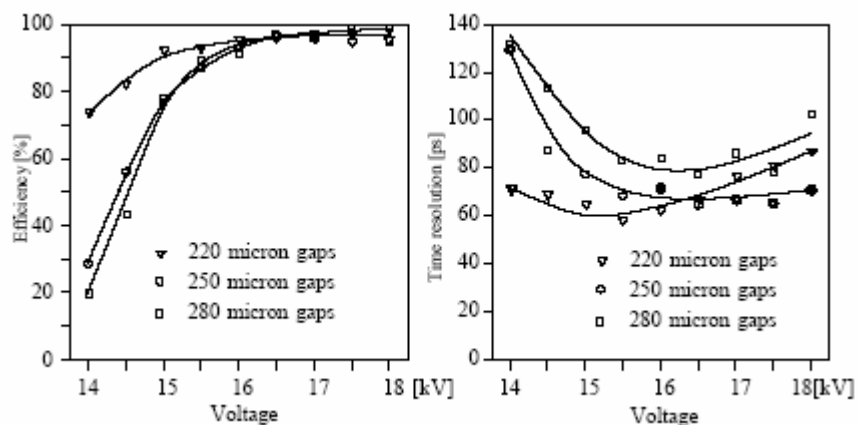 100
80
60
40
20
0
Efficiency [%]
220 micron gaps
250 micron gaps
280 micron gaps
14 15 16 17 18 [kV]
Voltage
140
120
100
80
60
40
20
0
Time resolution [ps]
220 micron gaps
250 micron gaps
280 micron gaps
14 15 16 17 18[kV]
Voltage